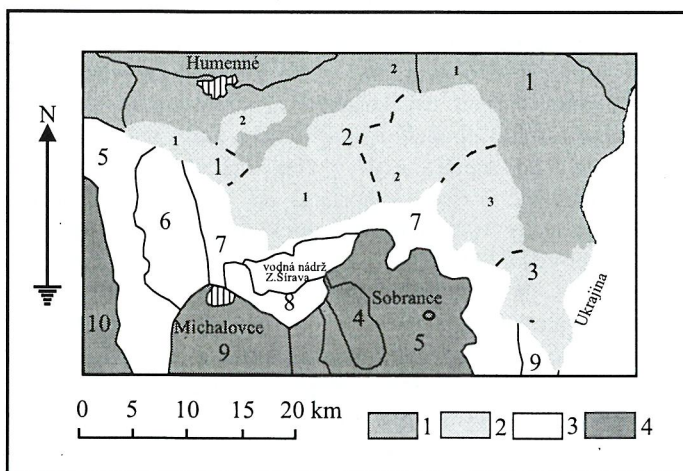 Humenné
2 1 1
N
2
2
1
5 1
2
6 1 3
7 7
vodná nádrž
Z.Šírava
3
8
Sobrance
Ukrajina
10 Michalovce 4
9 5 9
0 5 10 15 20 km
1 2 3 4